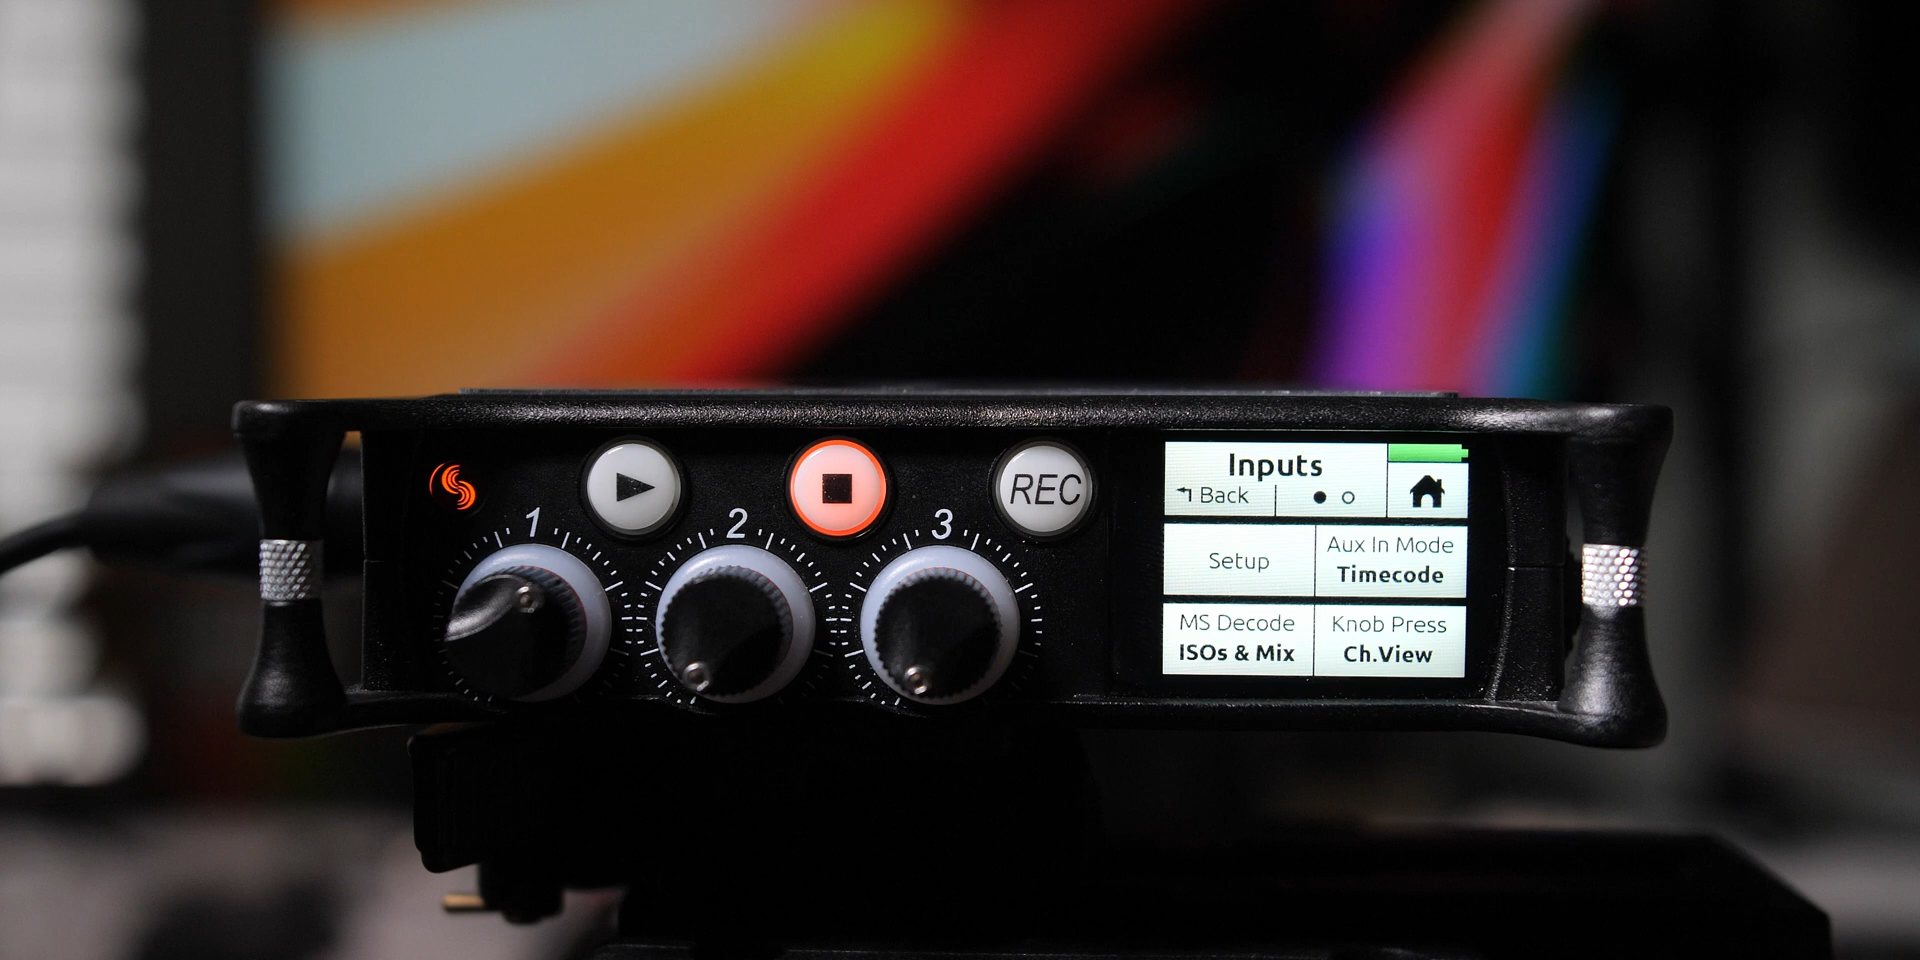 1
2
3
REC
Inputs
Back
Setup
Aux In Mode
Timecode
MS Decode
ISOs & Mix
Knob Press
Ch.View